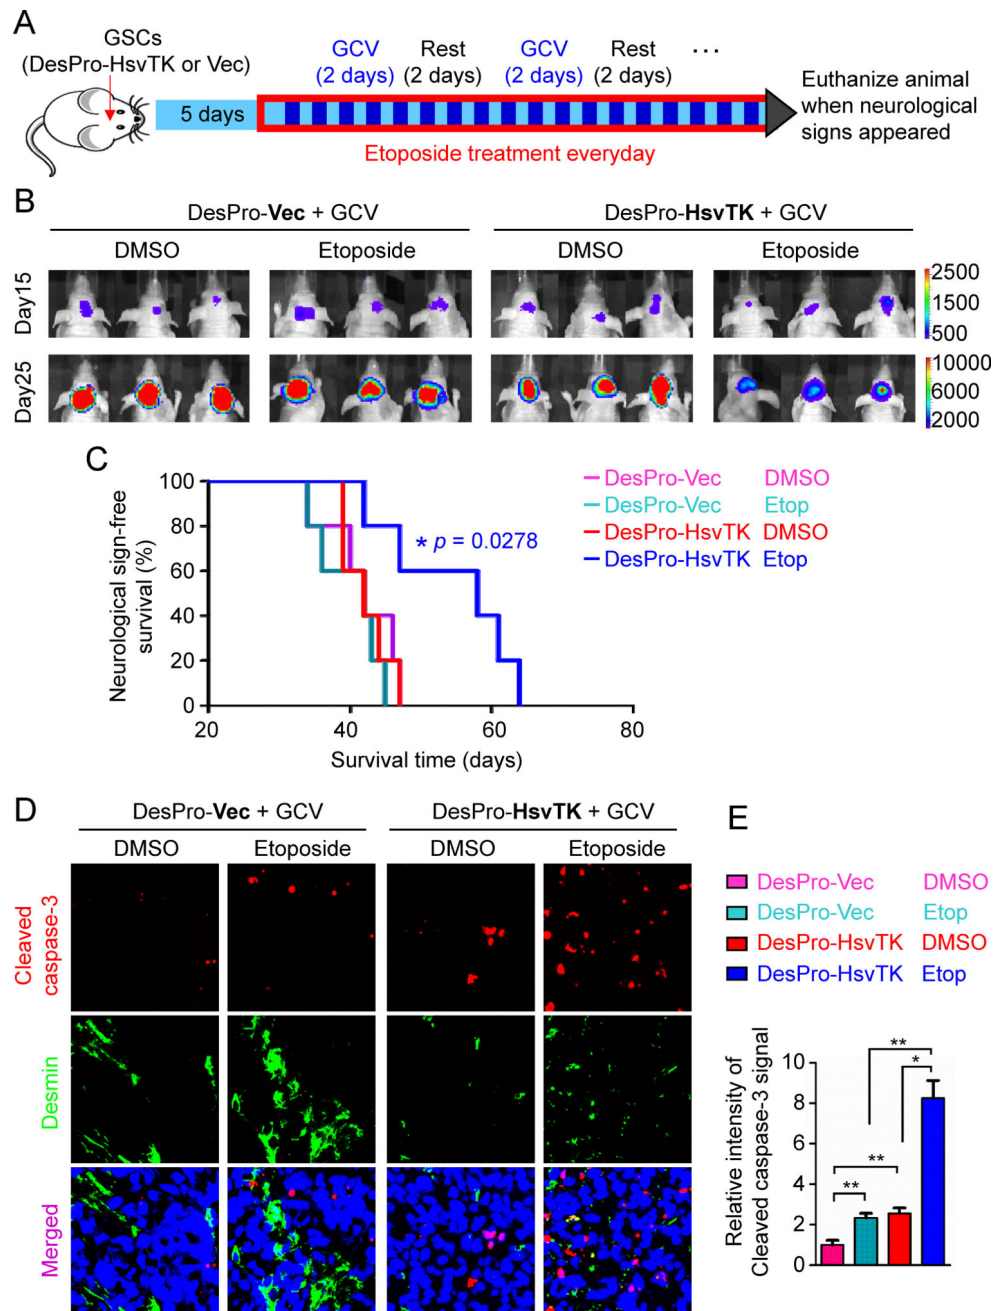 A
GSCs
(DesPro-HsvTK or Vec)
GCV
(2 days)
Rest
(2 days)
GCV
(2 days)
Rest
(2 days)
...
5 days
Etoposide treatment everyday
Euthanize animal
when neurological
signs appeared
B
DesPro-Vec + GCV
DesPro-HsvTK + GCV
DMSO
Etoposide
DMSO
Etoposide
Day15
2500
1500
500
Day25
10000
6000
2000
C
Neurological sign-free
survival (%)
100
80
60
40
20
0
20
40
60
80
Survival time (days)
* p = 0.0278
DesPro-Vec DMSO
DesPro-Vec Etop
DesPro-HsvTK DMSO
DesPro-HsvTK Etop
D
DesPro-Vec + GCV
DesPro-HsvTK + GCV
DMSO
Etoposide
DMSO
Etoposide
Cleaved
caspase-3
Desmin
Merged
E
DesPro-Vec DMSO
DesPro-Vec Etop
DesPro-HsvTK DMSO
DesPro-HsvTK Etop
Relative intensity of
Cleaved caspase-3 signal
10
8
6
4
2
0
**
*
**
**